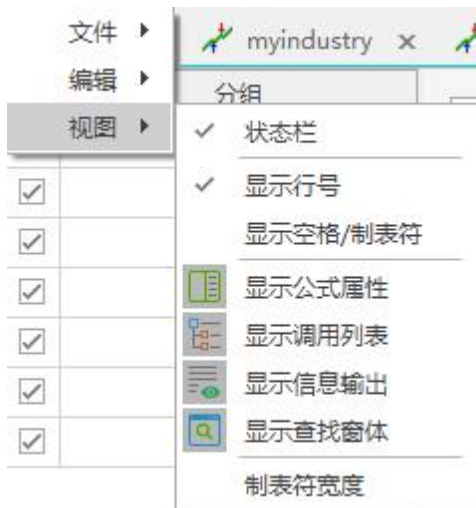 文件
编辑
视图
myindustry
分组
状态栏
显示行号
显示空格/制表符
显示公式属性
显示调用列表
显示信息输出
显示查找窗体
制表符宽度